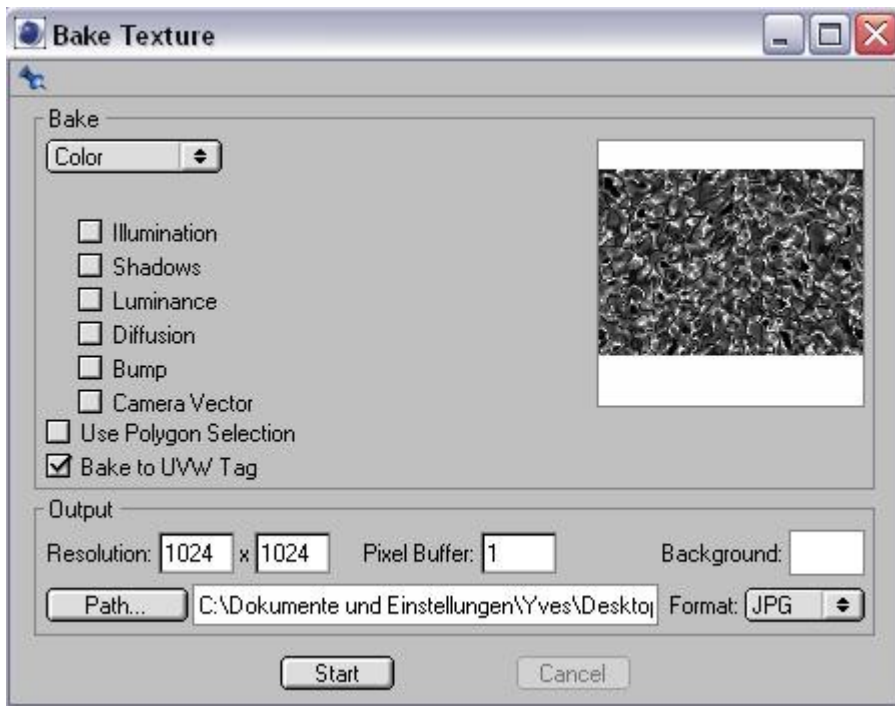 Bake Texture
Bake
Color
Illumination
Shadows
Luminance
Diffusion
Bump
Camera Vector
Use Polygon Selection
Bake to UVW Tag
Output
Resolution: 1024 x 1024 Pixel Buffer: 1 Background:
Path... C:\Dokumente und Einstellungen\Yves\Desktop Format: JPG
Start Cancel